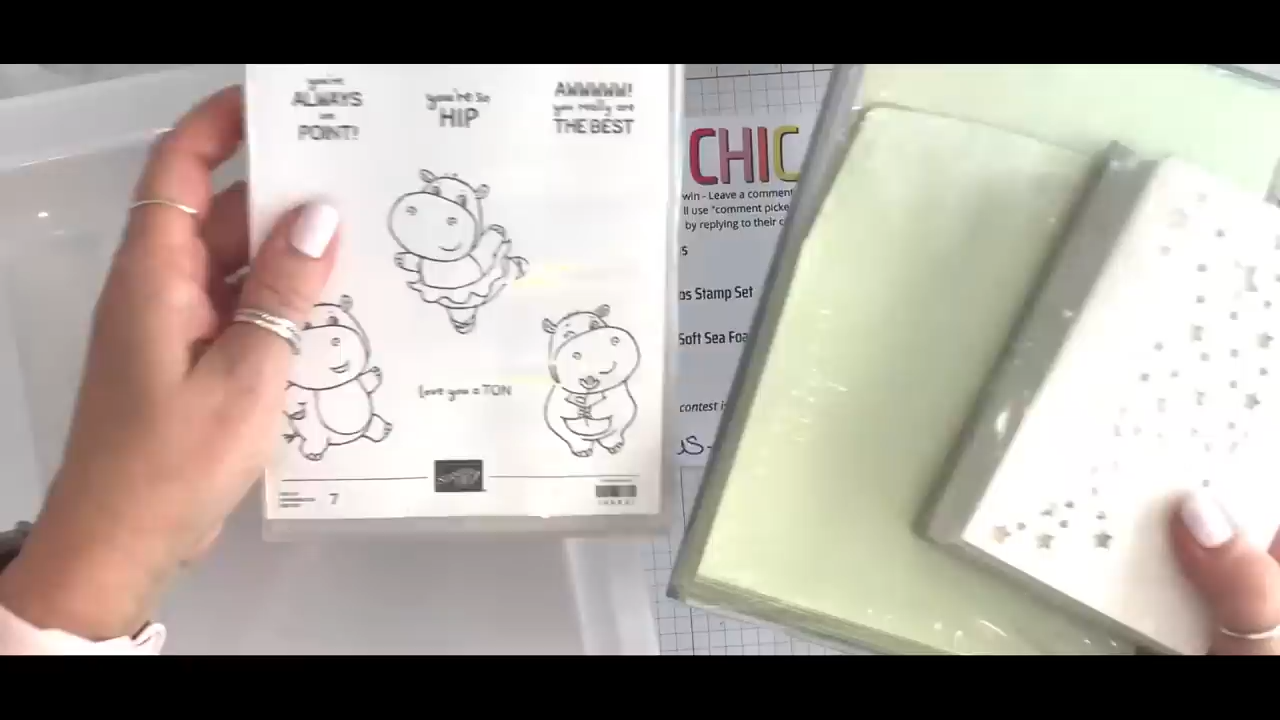 you're
ALWAYS
on
POINT!
you're so
HIP
AWWWW!
you really are
THE BEST
love you a TON
7
CHIC
win - Leave a comment
ll use "comment picke
by replying to their c
s
os Stamp Set
Soft Sea Foa
contest i